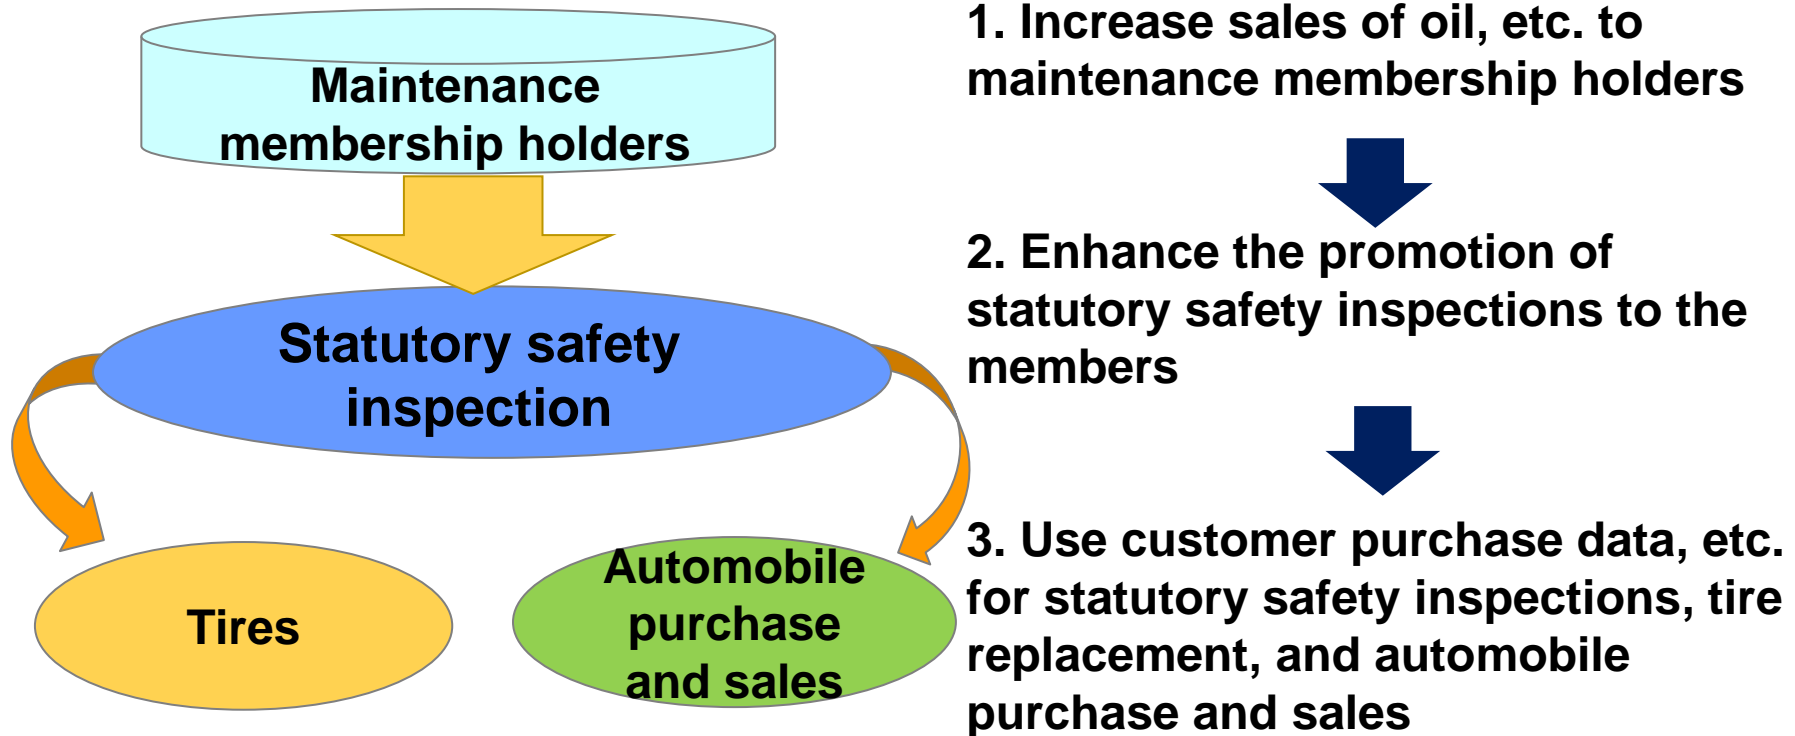 Maintenance
membership holders
Statutory safety
inspection
Tires
Automobile
purchase
and sales
1. Increase sales of oil, etc. to
maintenance membership holders
2. Enhance the promotion of
statutory safety inspections to the
members
3. Use customer purchase data, etc.
for statutory safety inspections, tire
replacement, and automobile
purchase and sales